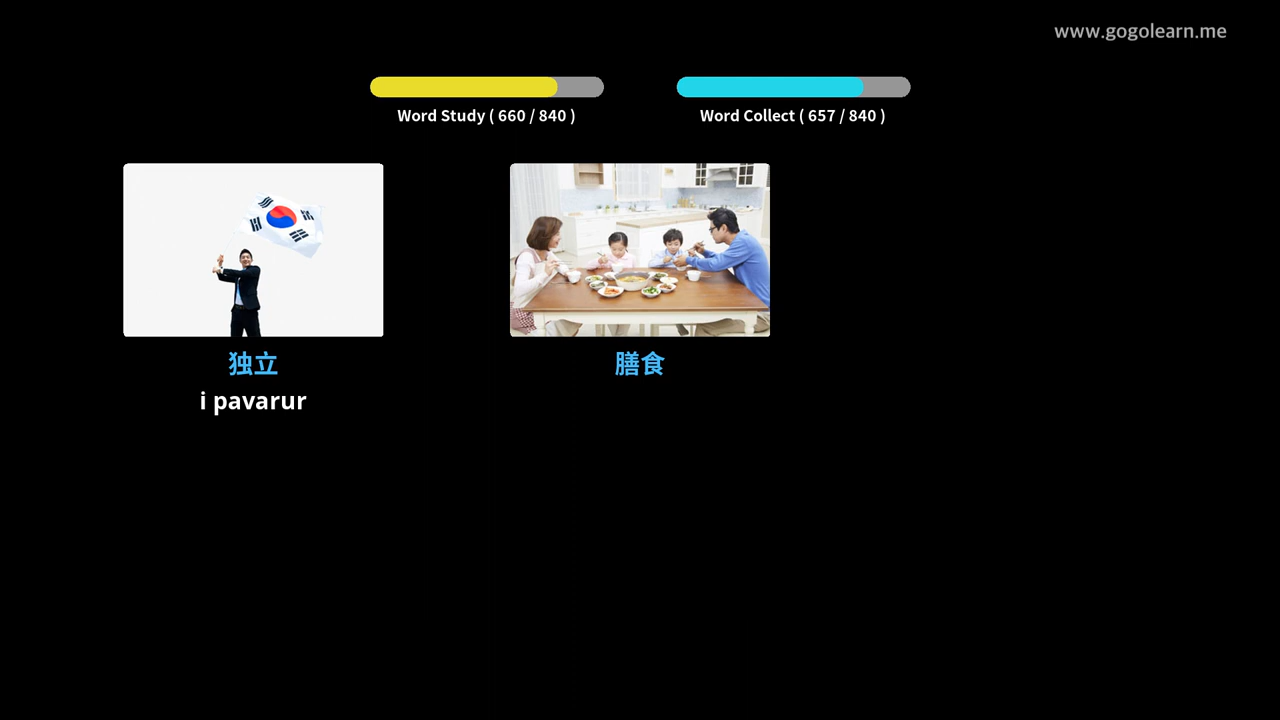 www.gogolearn.me
Word Study ( 660 / 840 )
Word Collect ( 657 / 840 )
独立
i pavarur
膳食